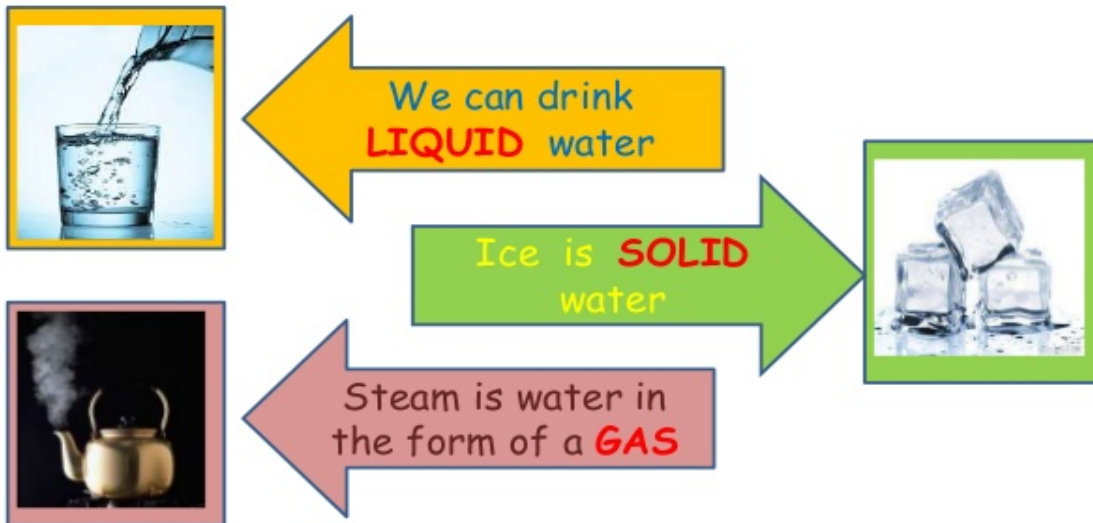 We can drink
LIQUID water
Ice is SOLID
water
Steam is water in
the form of a GAS